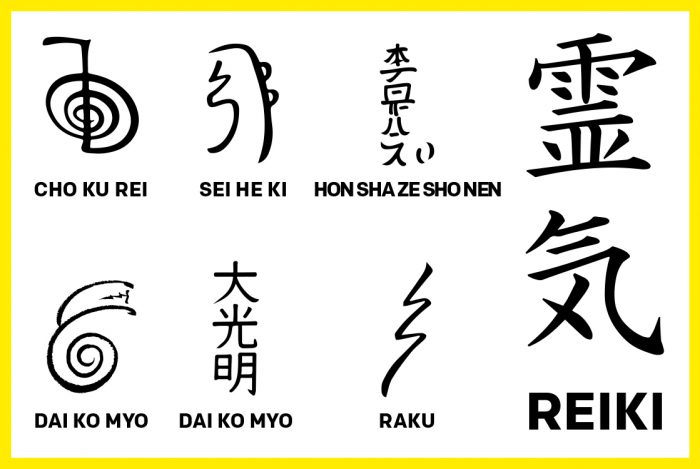 CHO KU REI
SEI HE KI
HON SHA ZE SHO NEN
大
光
明
DAI KO MYO
DAI KO MYO
RAKU
霊
気
REIKI